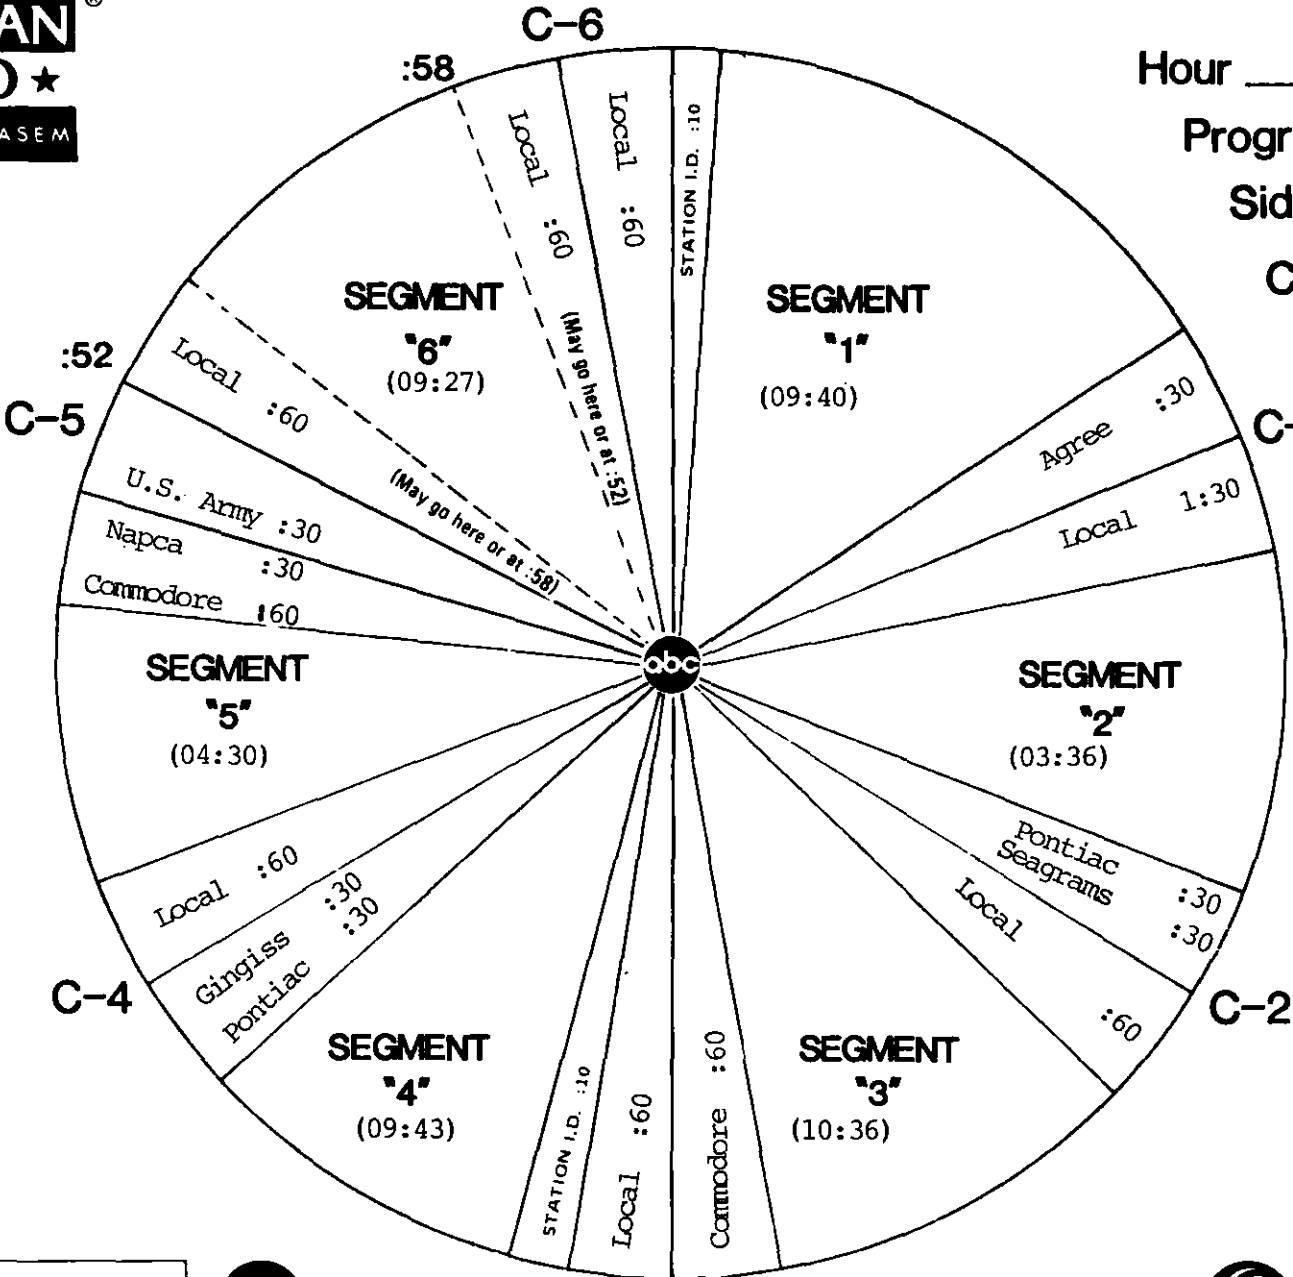 AN ®
★
ASEM
C-6
:58
Hour
Progr
Sid
C
Local :60
Local :60
STATION I.D. :10
(May go here or at :52)
SEGMENT
"6"
(09:27)
SEGMENT
"1"
(09:40)
:52
C-5
Local :60
(May go here or at :58)
Agree :30
C-
Local 1:30
U.S. Army :30
Napca :30
Commodore :60
abc
SEGMENT
"5"
(04:30)
SEGMENT
"2"
(03:36)
Pontiac :30
Seagrams :30
Local :60
C-2
Local :60
Gingiss :30
Pontiac :30
C-4
SEGMENT
"4"
(09:43)
STATION I.D. :10
Local :60
Commodore :60
SEGMENT
"3"
(10:36)